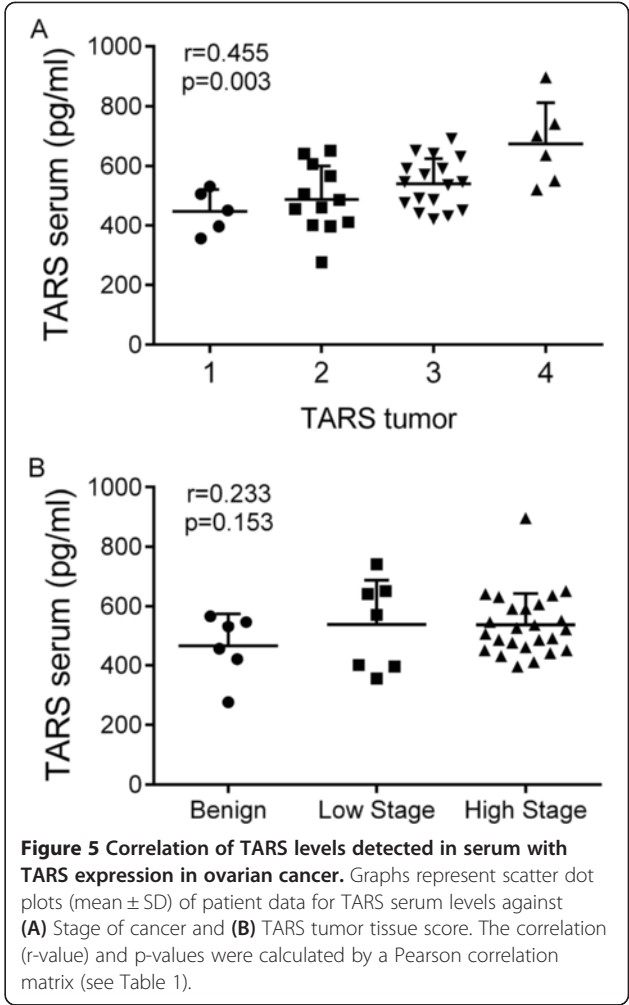 A
r=0.455
p=0.003
TARS serum (pg/ml)
1000
800
600
400
200
0
1 2 3 4
TARS tumor
B
r=0.233
p=0.153
TARS serum (pg/ml)
1000
800
600
400
200
0
Benign Low Stage High Stage
Figure 5 Correlation of TARS levels detected in serum with
TARS expression in ovarian cancer. Graphs represent scatter dot
plots (mean ± SD) of patient data for TARS serum levels against
(A) Stage of cancer and (B) TARS tumor tissue score. The correlation
(r-value) and p-values were calculated by a Pearson correlation
matrix (see Table 1).